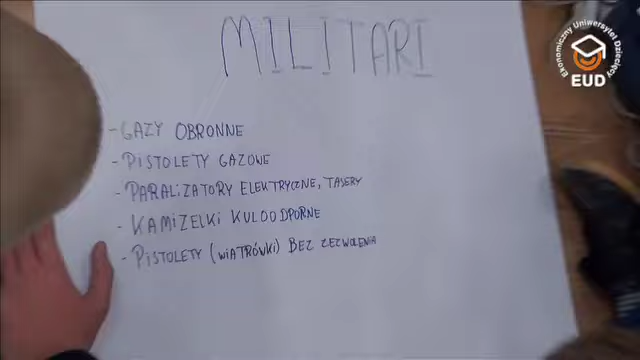 MILITARI
- GAZY OBRONNE
- PISTOLETY GAZOWE
- PARALIZATORY ELEKTRYCZNE, TASERY
- KAMIZELKI KULOODPORNE
- PISTOLETY (WIATRÓWKI) BEZ ZEZWOLENIA
Ekonomiczny Uniwersytet Dziecięcy
EUD